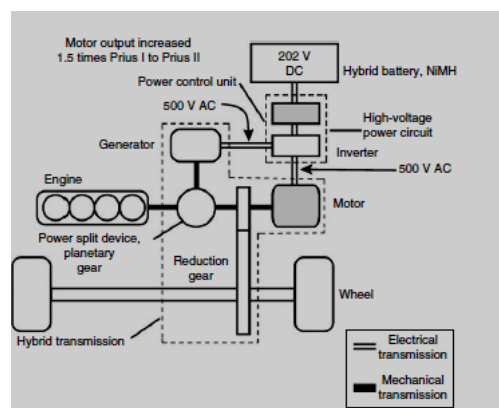 Motor output increased
1.5 times Prius I to Prius II
202 V
DC
Hybrid battery, NiMH
Power control unit
500 V AC
High-voltage
power circuit
Generator
Inverter
500 V AC
Engine
Motor
Power split device,
planetary
gear
Reduction
gear
Wheel
Hybrid transmission
Electrical
transmission
Mechanical
transmission